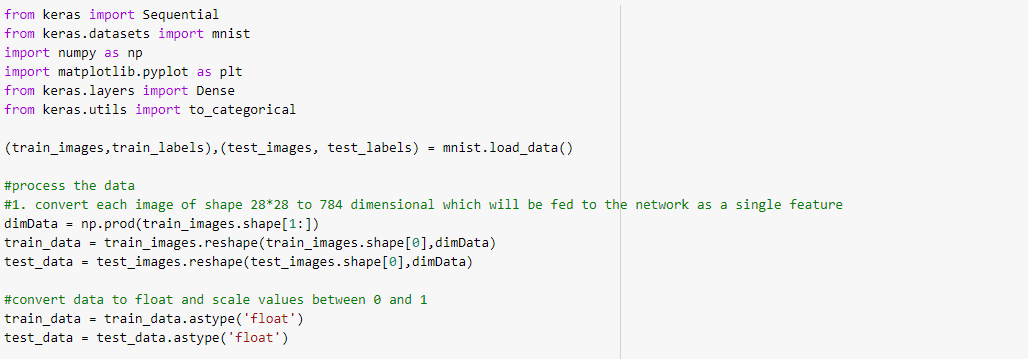 from keras import Sequential
from keras.datasets import mnist
import numpy as np
import matplotlib.pyplot as plt
from keras.layers import Dense
from keras.utils import to_categorical
(train_images,train_labels),(test_images, test_labels) = mnist.load_data()
#process the data
#1. convert each image of shape 28*28 to 784 dimensional which will be fed to the network as a single feature
dimData = np.prod(train_images.shape[1:])
train_data = train_images.reshape(train_images.shape[0],dimData)
test_data = test_images.reshape(test_images.shape[0],dimData)
#convert data to float and scale values between 0 and 1
train_data = train_data.astype('float')
test_data = test_data.astype('float')